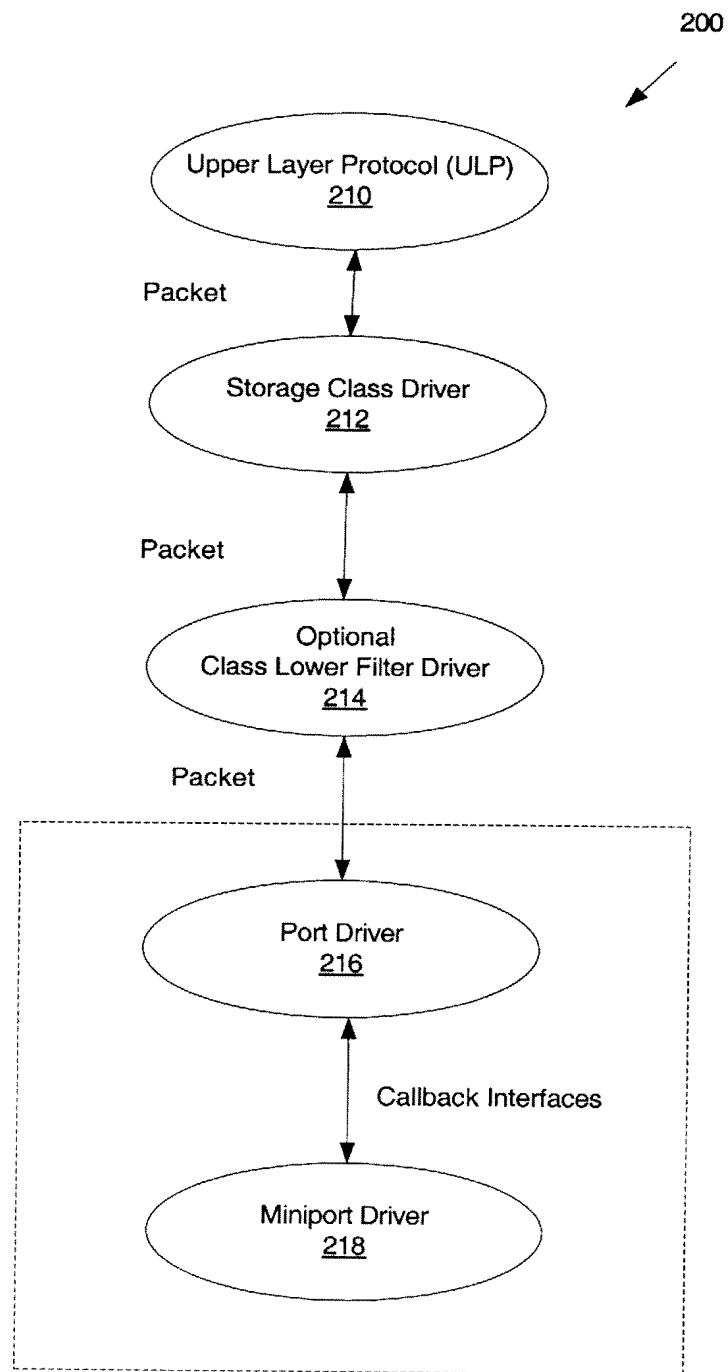 200
Upper Layer Protocol (ULP)
210
Packet
Storage Class Driver
212
Packet
Optional
Class Lower Filter Driver
214
Packet
Port Driver
216
Callback Interfaces
Miniport Driver
218